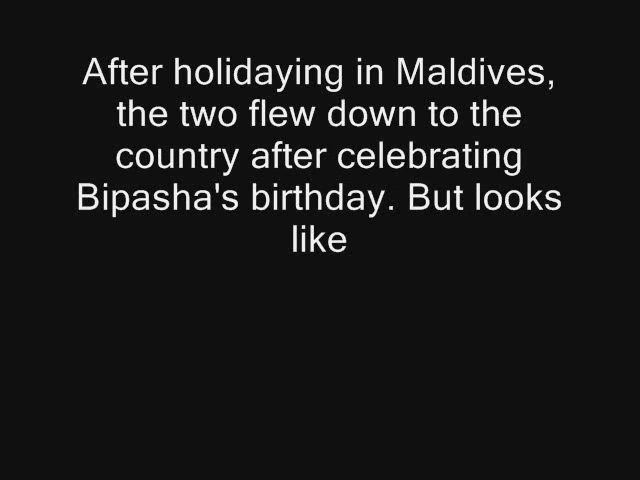 After holidaying in Maldives,
the two flew down to the
country after celebrating
Bipasha's birthday. But looks
like